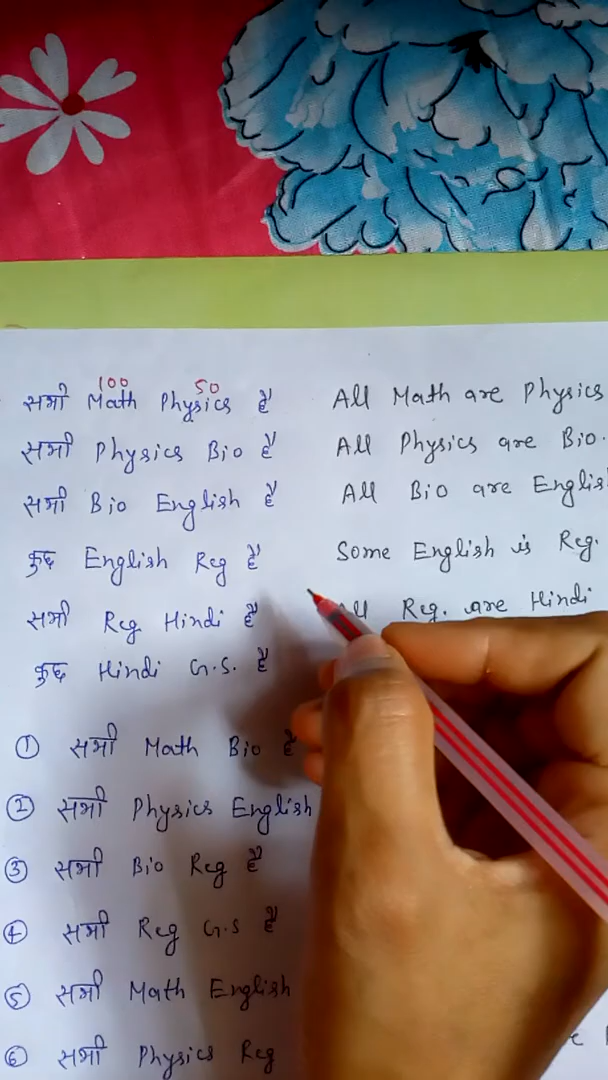 100 50
सभी Math Physics है All Math are Physics
सभी Physics Bio है All Physics are Bio.
सभी Bio English है All Bio are
कुछ English Reg है Some English is Reg.
सभी Reg Hindi है Reg. are Hindi
कुछ Hindi G.S. है
① सभी Math Bio है
② सभी Physics English
③ सभी Bio Reg है
④ सभी Reg G.S है
⑤ सभी Math English
⑥ सभी Physics Reg